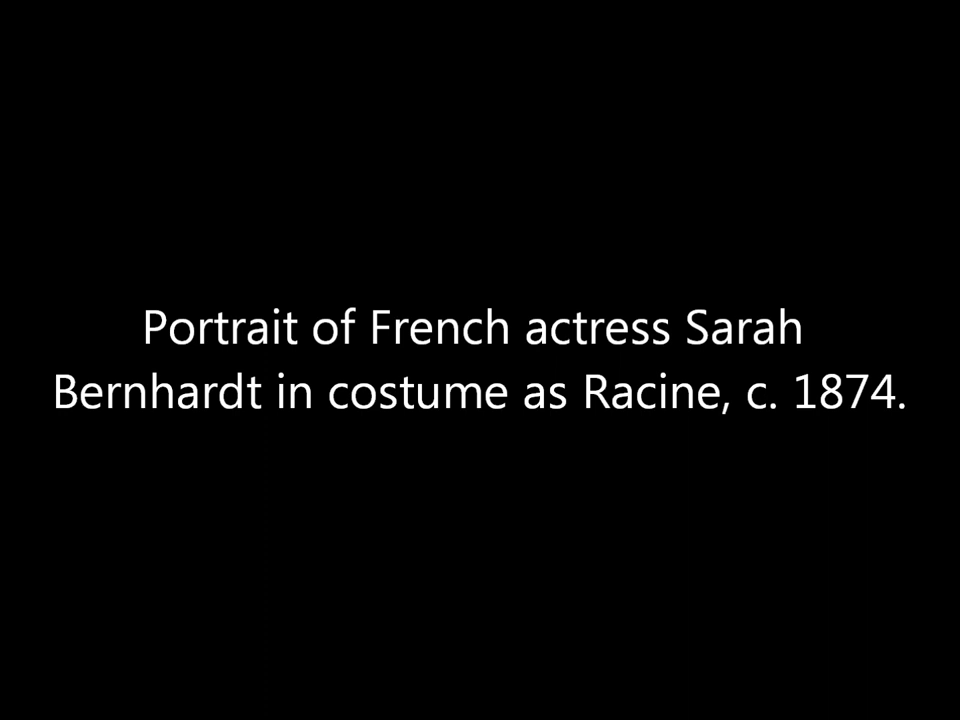 Portrait of French actress Sarah
Bernhardt in costume as Racine, c. 1874.